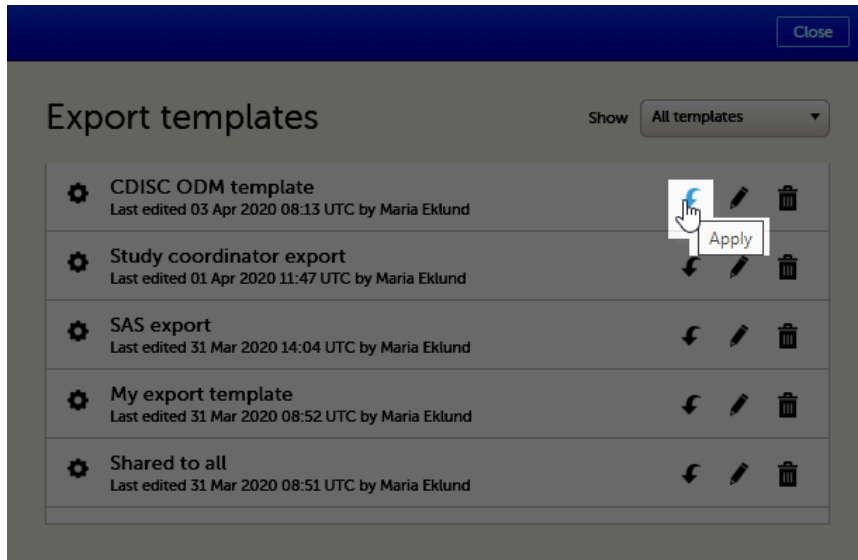 Close
Export templates
Show All templates
CDISC ODM template
Last edited 03 Apr 2020 08:13 UTC by Maria Eklund
Apply
Study coordinator export
Last edited 01 Apr 2020 11:47 UTC by Maria Eklund
SAS export
Last edited 31 Mar 2020 14:04 UTC by Maria Eklund
My export template
Last edited 31 Mar 2020 08:52 UTC by Maria Eklund
Shared to all
Last edited 31 Mar 2020 08:51 UTC by Maria Eklund